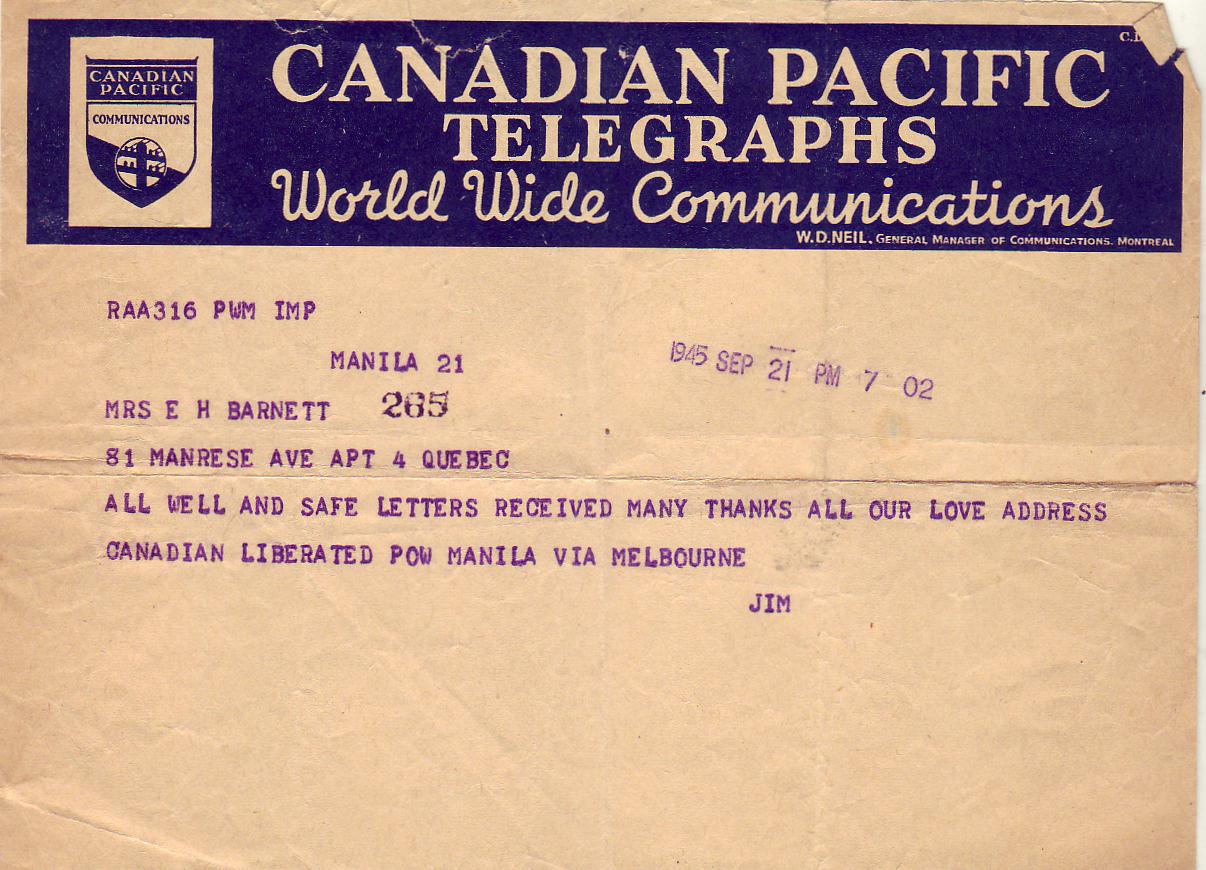 C.D
CANADIAN PACIFIC
TELEGRAPHS
World Wide Communications
W.D.NEIL, GENERAL MANAGER OF COMMUNICATIONS. MONTREAL
CANADIAN
PACIFIC
COMMUNICATIONS
RAA316 PWM IMP
MANILA 21
1945 SEP 21 PM 7 02
MRS E H BARNETT 265
81 MANRESE AVE APT 4 QUEBEC
ALL WELL AND SAFE LETTERS RECEIVED MANY THANKS ALL OUR LOVE ADDRESS
CANADIAN LIBERATED POW MANILA VIA MELBOURNE
JIM